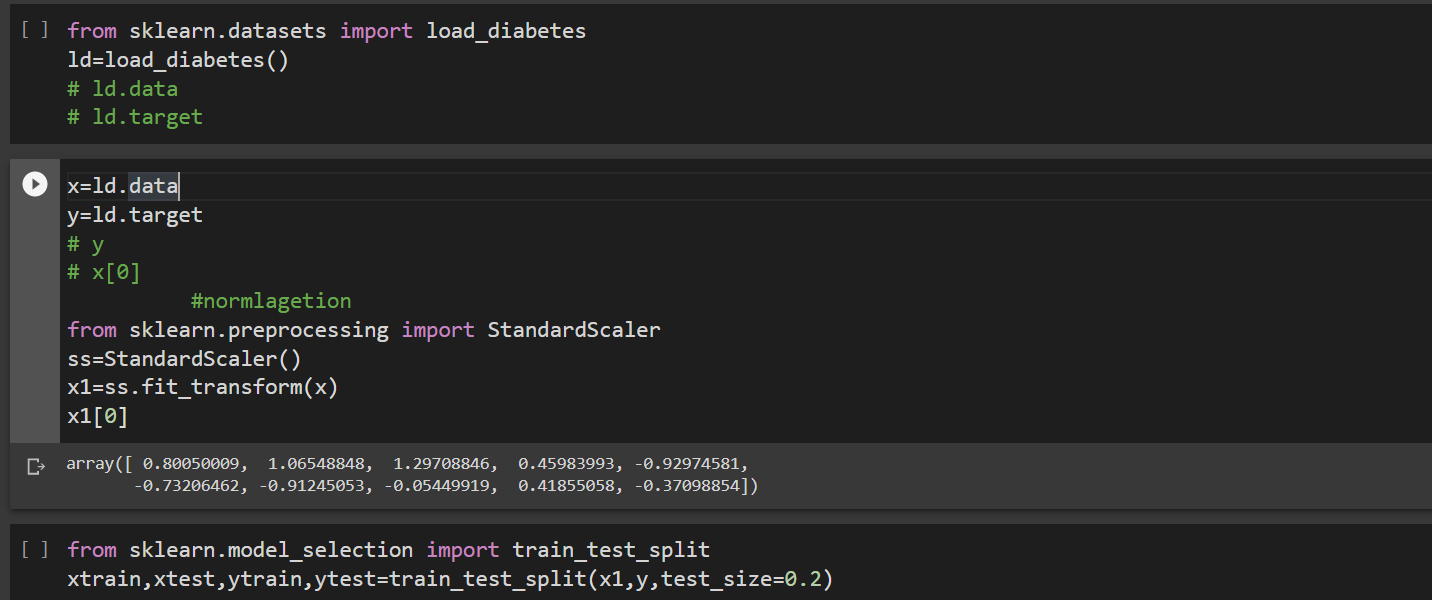 [ ] from sklearn.datasets import load_diabetes
ld=load_diabetes()
# ld.data
# ld.target
x=ld.data
y=ld.target
# y
# x[0]
#normlagetion
from sklearn.preprocessing import StandardScaler
ss=StandardScaler()
x1=ss.fit_transform(x)
x1[0]
array([ 0.80050009,  1.06548848,  1.29708846,  0.45983993, -0.92974581,
-0.73206462, -0.91245053, -0.05449919,  0.41855058, -0.37098854])
[ ] from sklearn.model_selection import train_test_split
xtrain,xtest,ytrain,ytest=train_test_split(x1,y,test_size=0.2)